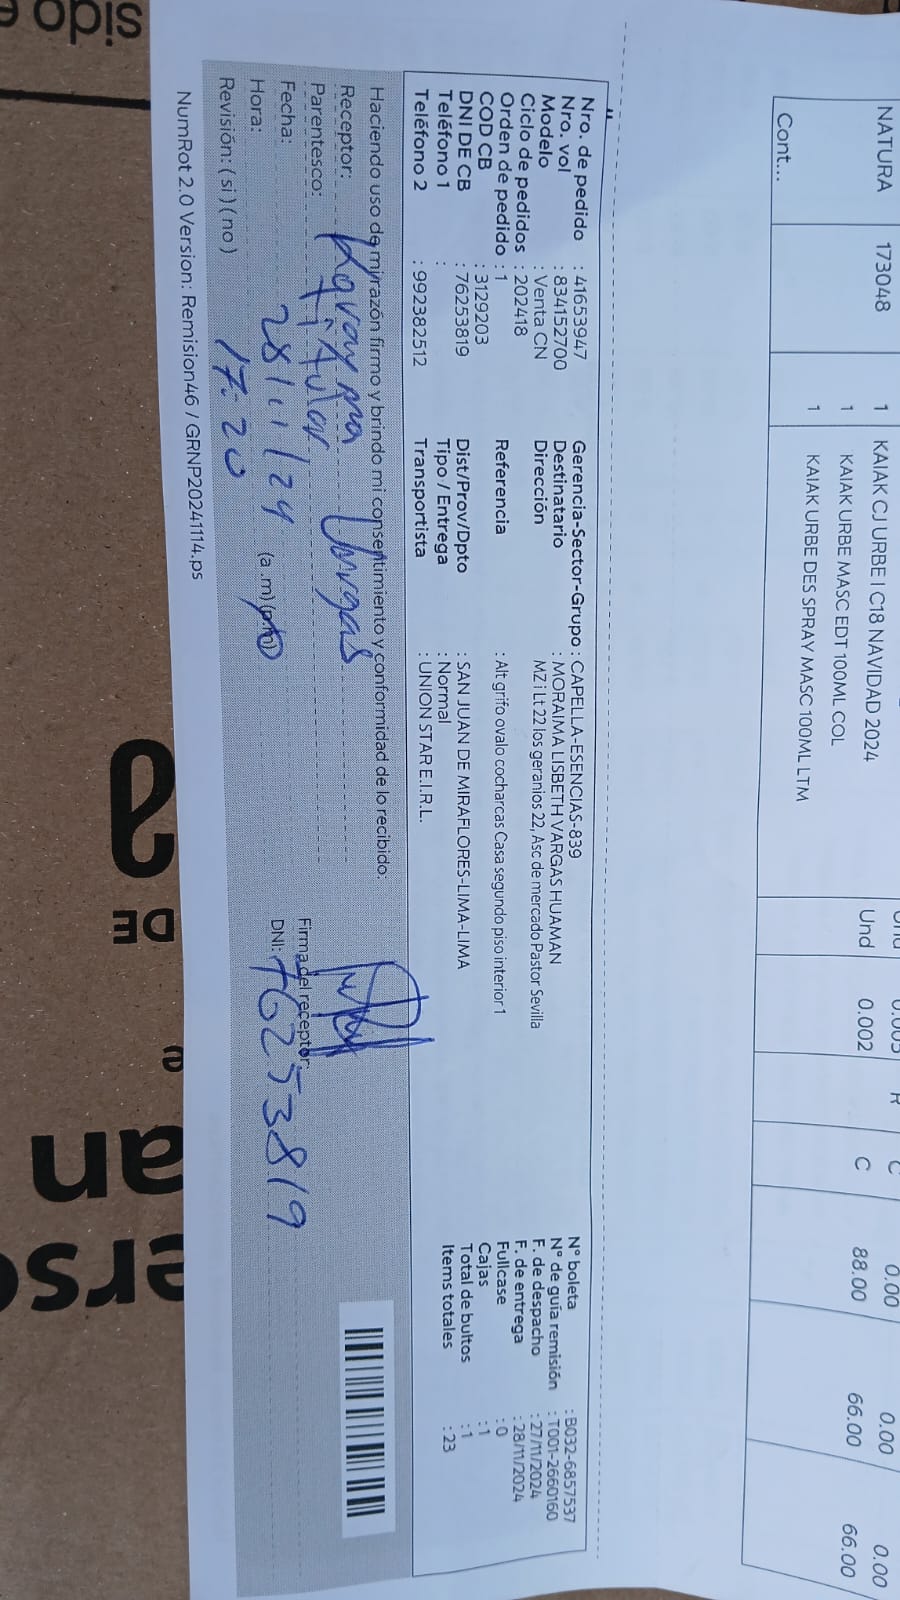 NATURA 173048 1 KAIAK CJ URBE I C18 NAVIDAD 2024 Und 0.005 R C 0.00 0.00 0.00
1 KAIAK URBE MASC EDT 100ML COL Und 0.002 C 88.00 66.00 66.00
1 KAIAK URBE DES SPRAY MASC 100ML LTM
Cont...
Nro. de pedido : 41653947 Gerencia-Sector-Grupo : CAPELLA-ESENCIAS-839 N° boleta : B032-6857537
Nro. vol : 834152700 Destinatario : MORAIMA LISBETH VARGAS HUAMAN N° de guía remisión : T001-2660160
Modelo : Venta CN Dirección MZ i Lt 22 los geranios 22, Asc de mercado Pastor Sevilla F. de despacho : 27/11/2024
Ciclo de pedidos : 202418 F. de entrega : 28/11/2024
Orden de pedido : 1 Referencia : Alt grifo ovalo cocharcas Casa segundo piso interior1 Fullcase : 0
COD CB : 3129203 Cajas : 1
DNI DE CB : 76253819 Dist/Prov/Dpto : SAN JUAN DE MIRAFLORES-LIMA-LIMA Total de bultos : 1
Teléfono 1 : Tipo / Entrega : Normal Items totales : 23
Teléfono 2 : 992382512 Transportista : UNION STAR E.I.R.L.
Haciendo uso de mi razón firmo y brindo mi consentimiento y conformidad de lo recibido:
Receptor: Vargas
Parentesco: titular Firma del receptor
Fecha: 28/11/24 DNI: 76253819
Hora: 17:20 (a.m) (p.m)
Revisión: ( si ) ( no )
NumRot 2.0 Version: Remision46 / GRNP20241114.ps
sido
DE
e
an
erso